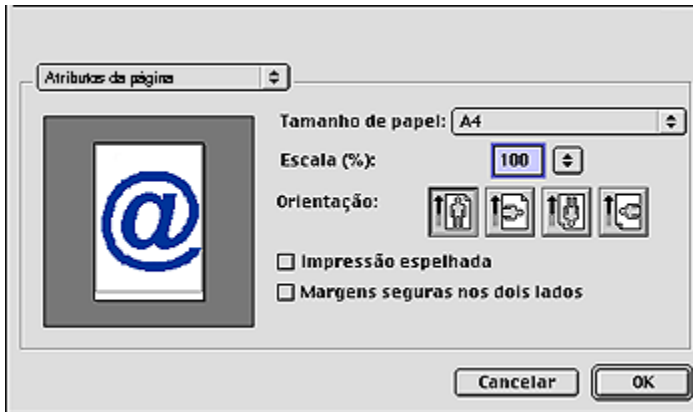 Atributos da página
Tamanho de papel: A4
Escala (%): 100
Orientação:
Impressão espelhada
Margens seguras nos dois lados
@
Cancelar OK